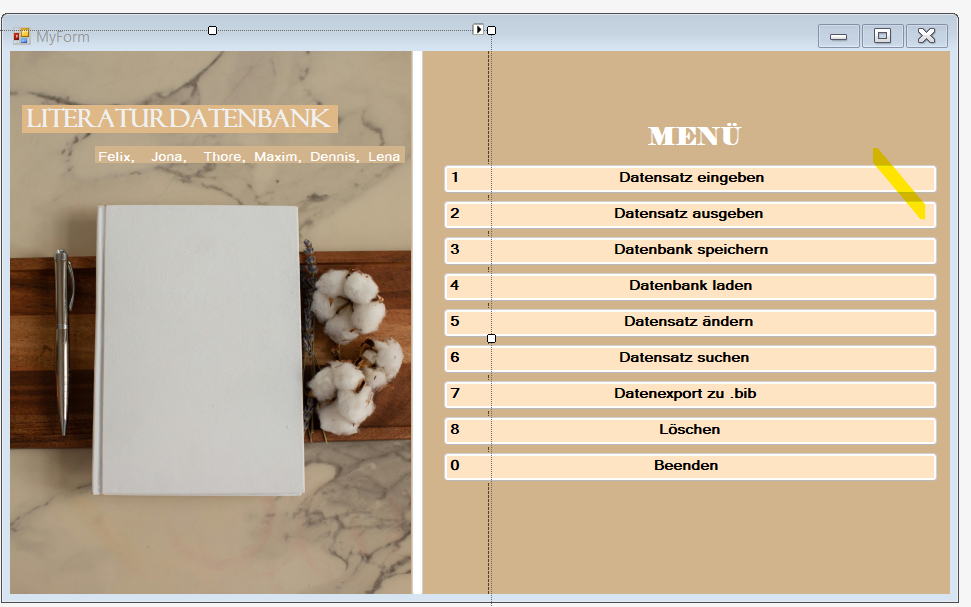 MyForm
LITERATURDATENBANK
Felix, Jona, Thore, Maxim, Dennis, Lena
MENÜ
1 Datensatz eingeben
2 Datensatz ausgeben
3 Datenbank speichern
4 Datenbank laden
5 Datensatz ändern
6 Datensatz suchen
7 Datenexport zu .bib
8 Löschen
0 Beenden